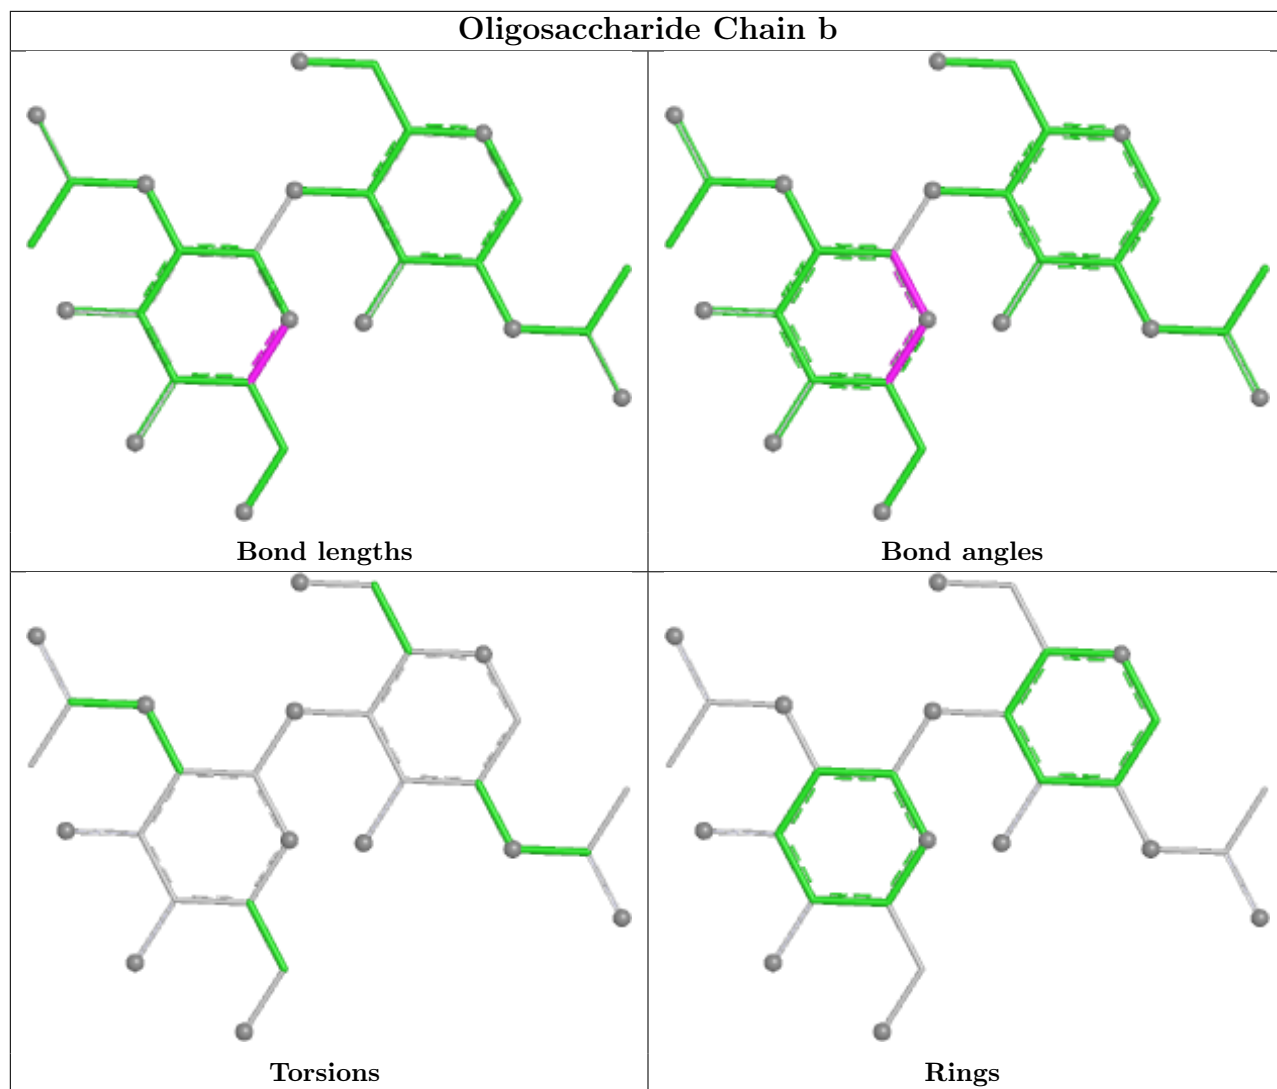 Oligosaccharide Chain b
Bond lengths
Bond angles
Torsions
Rings